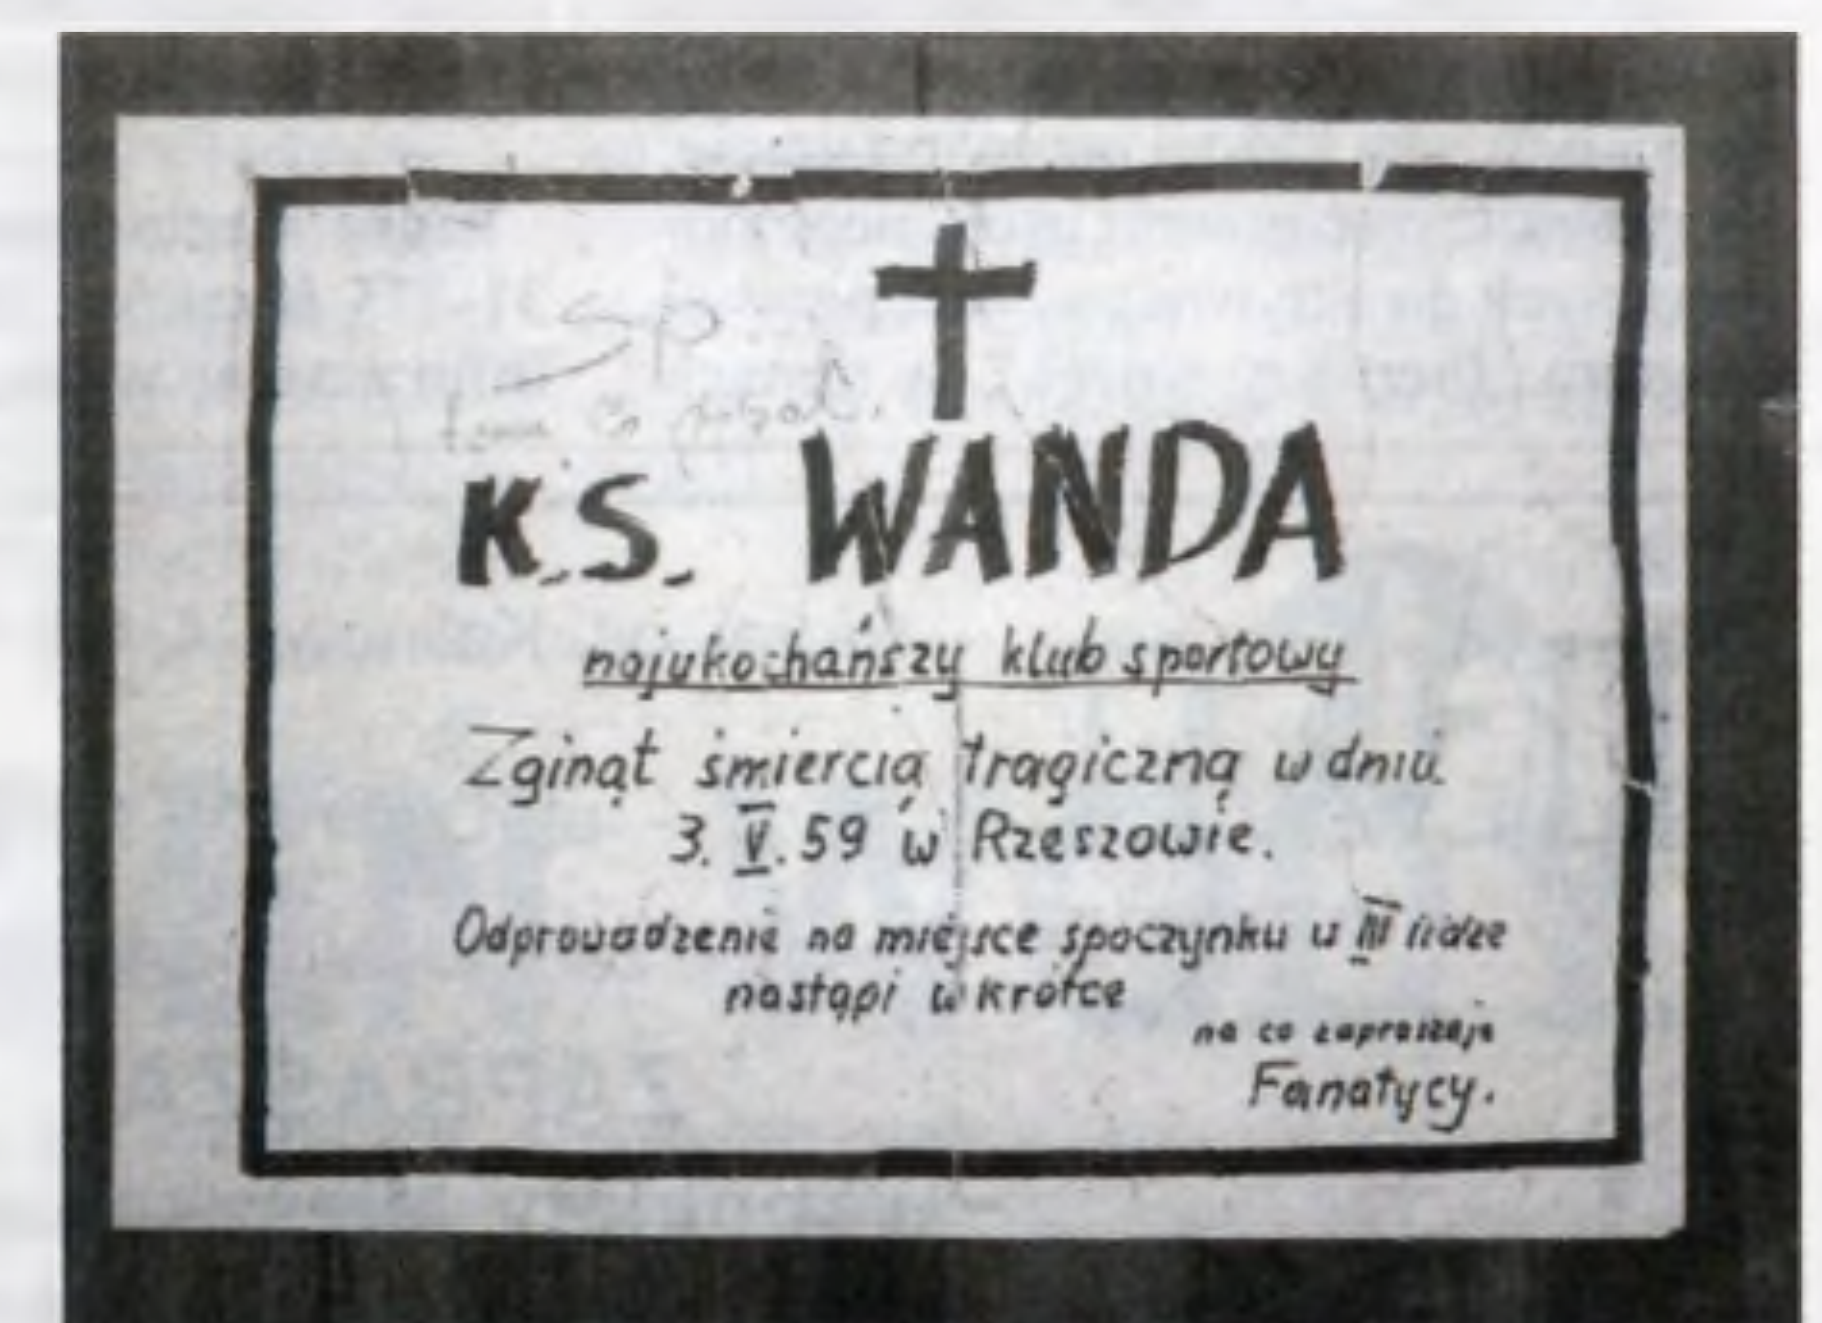 Sp.
K.S. WANDA
najukochańszy klub sportowy
Zginął śmiercią tragiczną w dniu
3. V. 59 w Rzeszowie.
Odprowadzenie na miejsce spoczynku w III lidze
nastąpi wkrótce
na co zapraszają
Fanatycy.